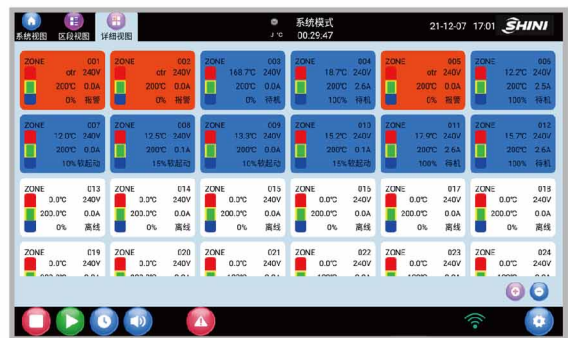 系统视图 区段视图 详细视图 J ℃ 系统模式 00:29:47 21-12-07 17:01 SHINI
ZONE 001 ZONE 002 ZONE 003 ZONE 004 ZONE 005 ZONE 006
otr 240V otr 240V 168.7℃ 240V 18.7℃ 240V otr 240V 12.2℃ 240V
200℃ 0.0A 200℃ 0.0A 200℃ 0.0A 200℃ 2.6A 200℃ 0.0A 200℃ 2.5A
0% 报警 0% 报警 0% 待机 100% 待机 0% 报警 100% 待机
ZONE 007 ZONE 008 ZONE 009 ZONE 010 ZONE 011 ZONE 012
12.0℃ 240V 12.5℃ 240V 13.3℃ 240V 15.2℃ 240V 17.9℃ 240V 15.7℃ 240V
200℃ 0.0A 200℃ 0.1A 200℃ 0.0A 200℃ 0.1A 200℃ 2.6A 200℃ 2.6A
10% 软起动 15% 软起动 10% 软起动 15% 软起动 100% 待机 100% 待机
ZONE 013 ZONE 014 ZONE 015 ZONE 016 ZONE 017 ZONE 018
0.0℃ 240V 0.0℃ 240V 0.0℃ 240V 0.0℃ 240V 0.0℃ 240V 0.0℃ 240V
200.0℃ 0.0A 200.0℃ 0.0A 200.0℃ 0.0A 200.0℃ 0.0A 200.0℃ 0.0A 200.0℃ 0.0A
0% 离线 0% 离线 0% 离线 0% 离线 0% 离线 0% 离线
ZONE 019 ZONE 020 ZONE 021 ZONE 022 ZONE 023 ZONE 024
0.0℃ 240V 0.0℃ 240V 0.0℃ 240V 0.0℃ 240V 0.0℃ 240V 0.0℃ 240V